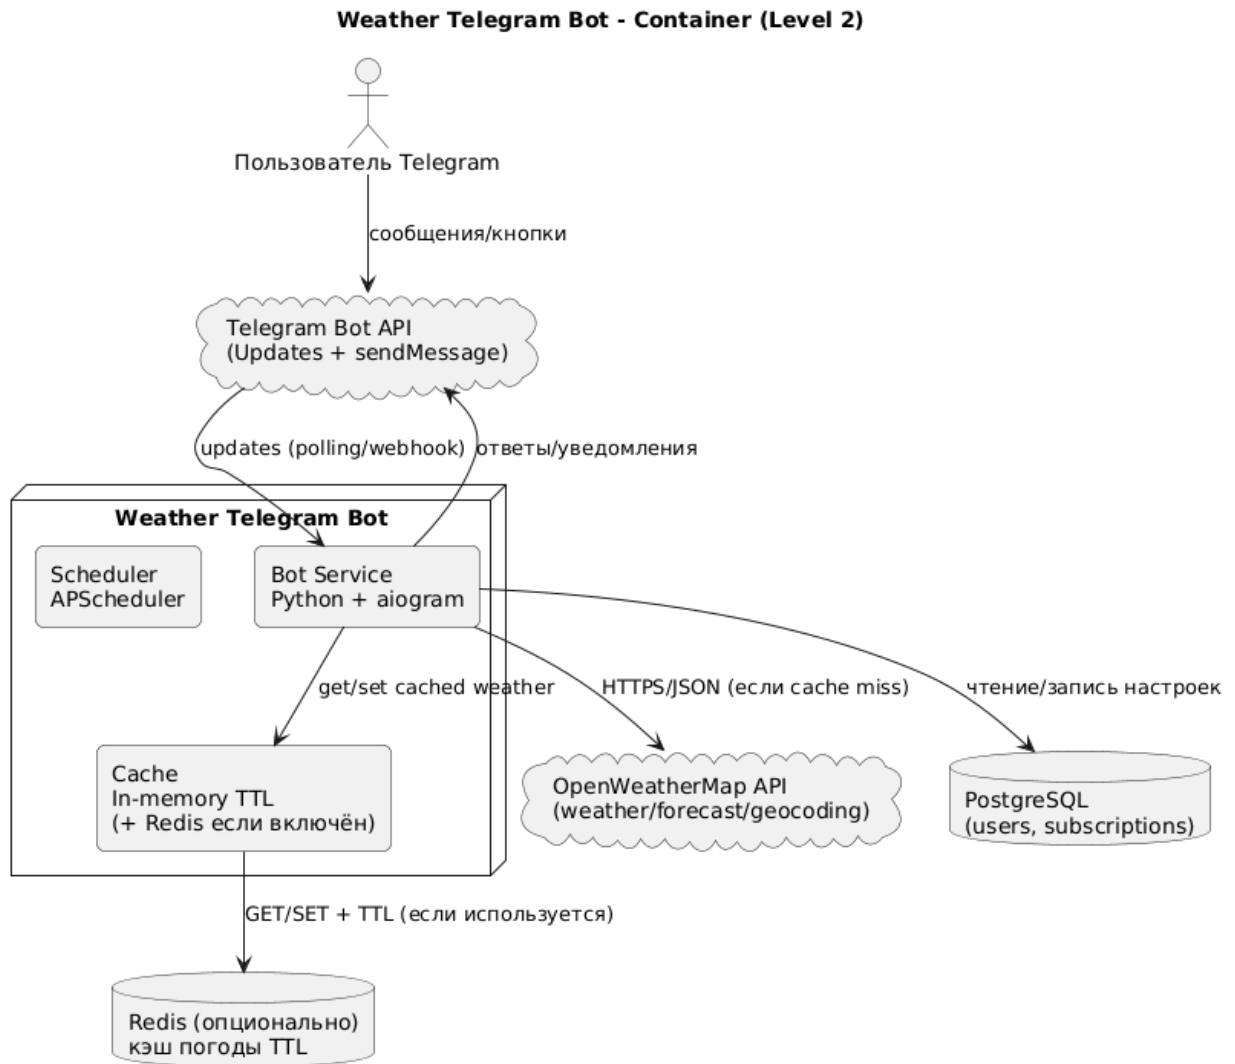 Weather Telegram Bot - Container (Level 2)
Пользователь Telegram
сообщения/кнопки
Telegram Bot API
(Updates + sendMessage)
updates (polling/webhook)
ответы/уведомления
Weather Telegram Bot
Scheduler
APScheduler
Bot Service
Python + aiogram
get/set cached weather
HTTPS/JSON (если cache miss)
чтение/запись настроек
Cache
In-memory TTL
(+ Redis если включён)
OpenWeatherMap API
(weather/forecast/geocoding)
PostgreSQL
(users, subscriptions)
GET/SET + TTL (если используется)
Redis (опционально)
кэш погоды TTL